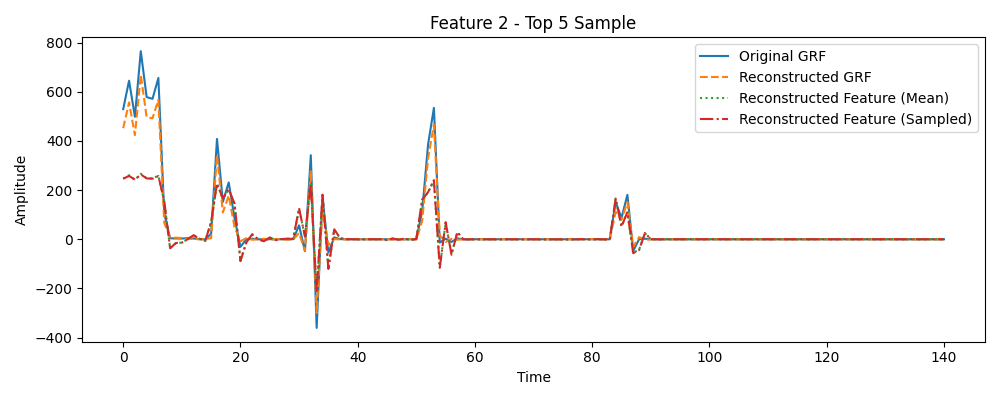 Feature 2 - Top 5 Sample
Original GRF
Reconstructed GRF
Reconstructed Feature (Mean)
Reconstructed Feature (Sampled)
Amplitude
800
600
400
200
0
−200
−400
0 20 40 60 80 100 120 140
Time